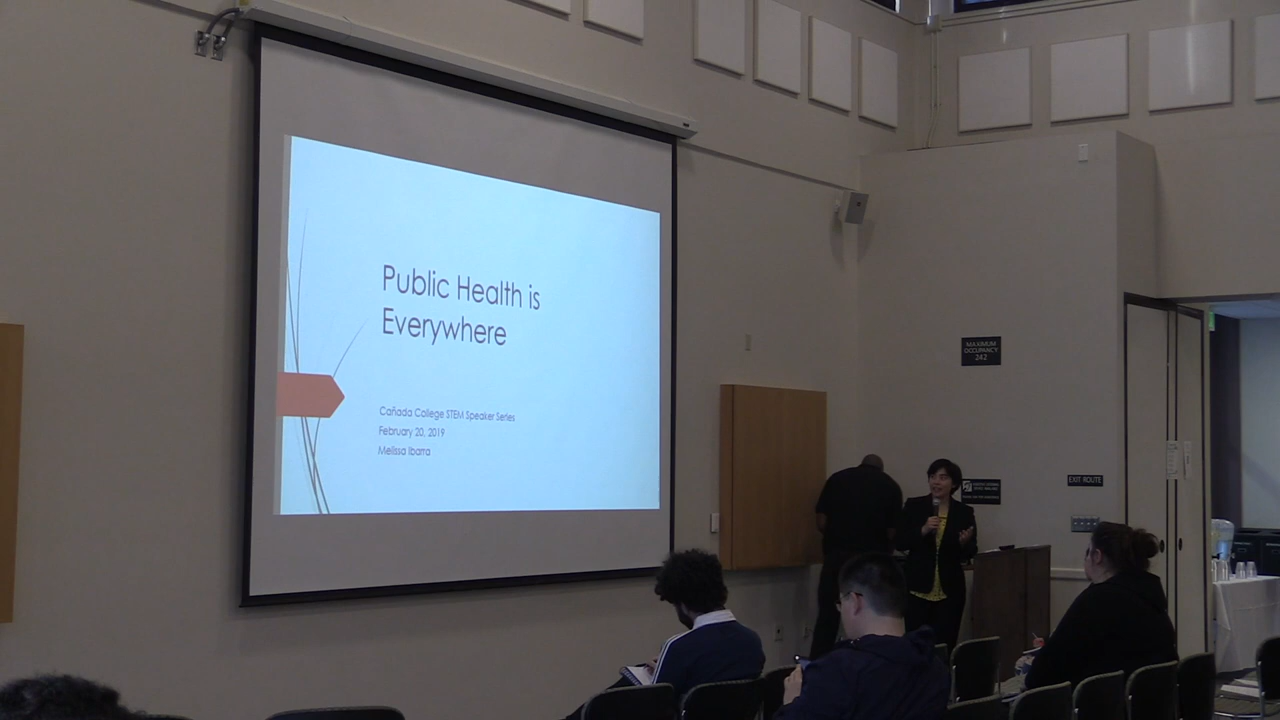 Public Health is
Everywhere
Cañada College STEM Speaker Series
February 20, 2019
Melissa Ibarra
MAXIMUM
OCCUPANCY
242
EXIT ROUTE